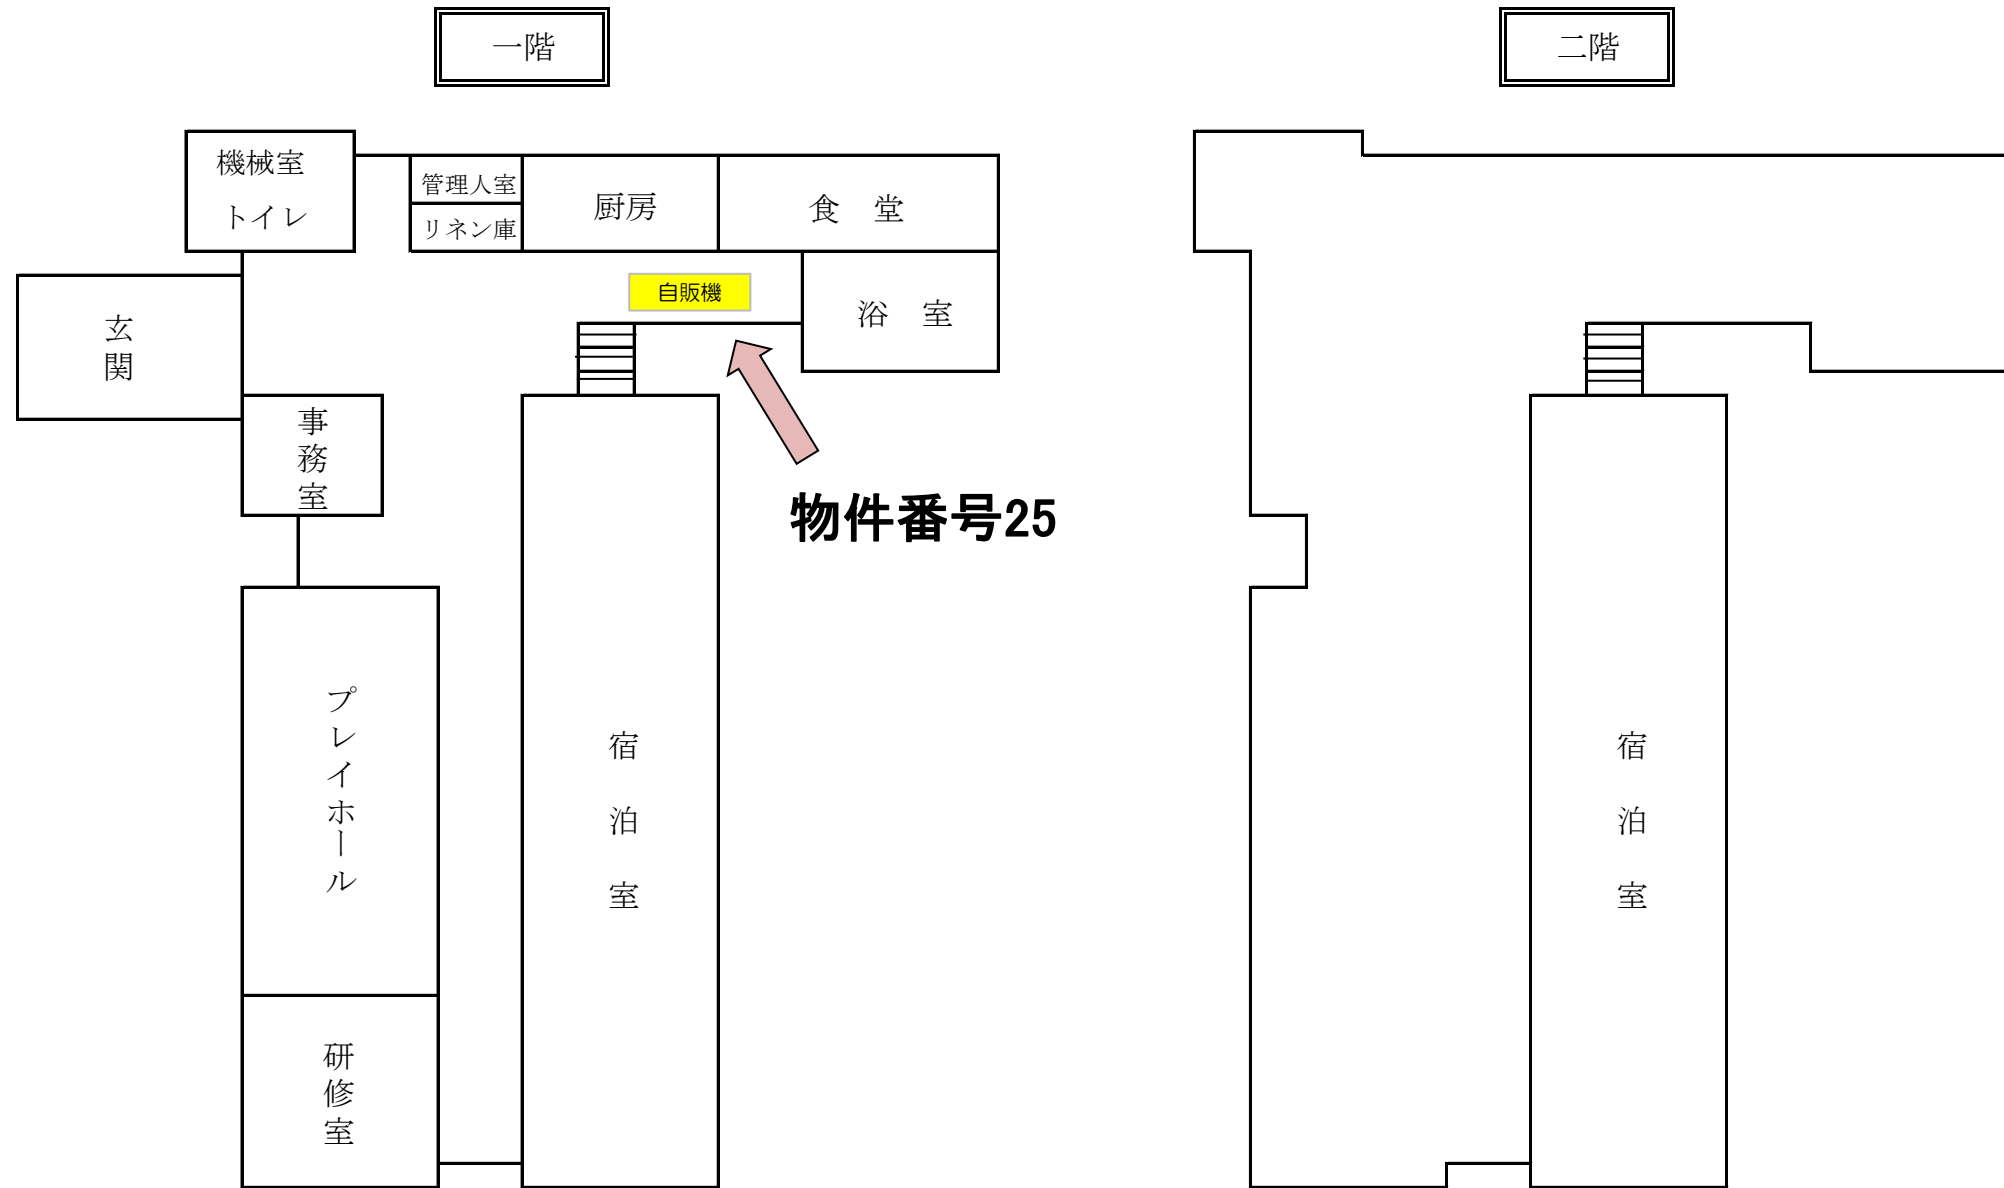 一階
二階
機械室
トイレ
管理人室
リネン庫
厨房
食　堂
自販機
浴　室
玄関
事務室
物件番号25
プレイホール
宿泊室
宿泊室
研修室